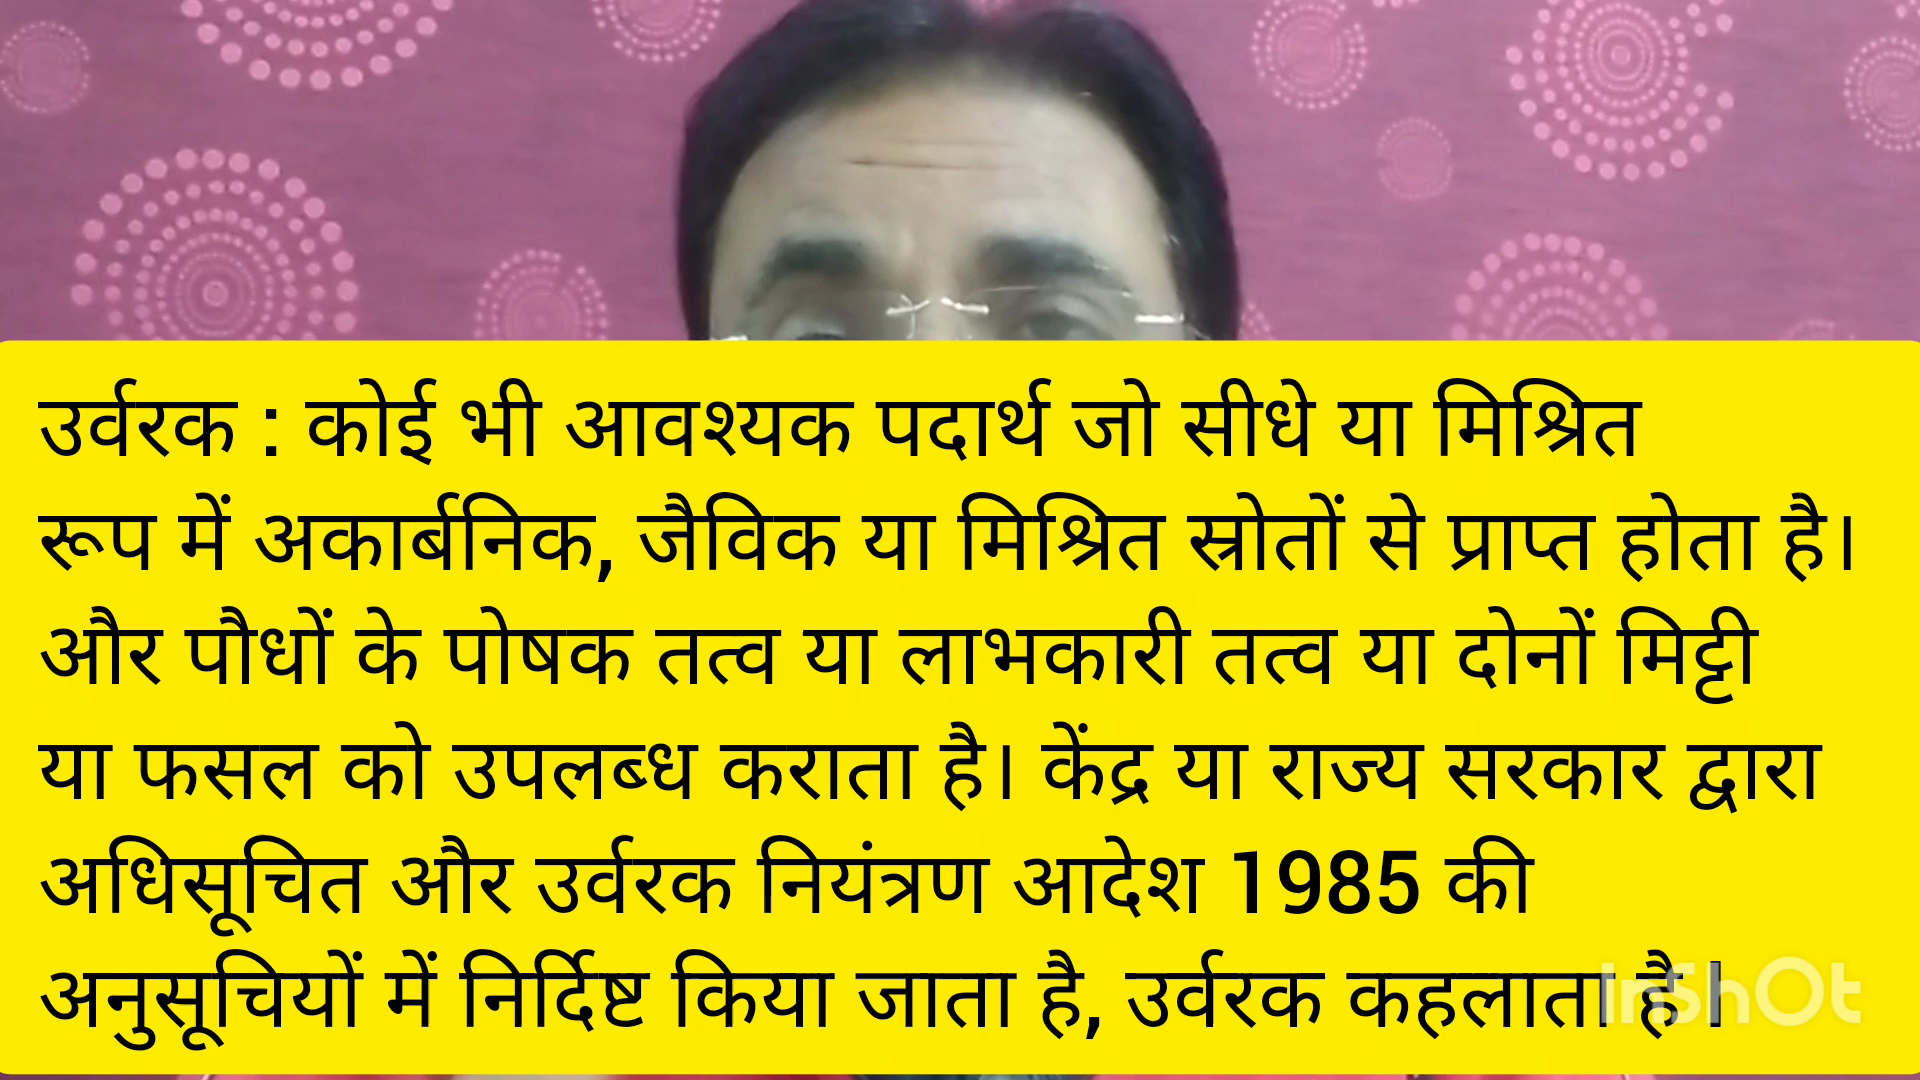 उर्वरक : कोई भी आवश्यक पदार्थ जो सीधे या मिश्रित
रूप में अकार्बनिक, जैविक या मिश्रित स्रोतों से प्राप्त होता है।
और पौधों के पोषक तत्व या लाभकारी तत्व या दोनों मिट्टी
या फसल को उपलब्ध कराता है। केंद्र या राज्य सरकार द्वारा
अधिसूचित और उर्वरक नियंत्रण आदेश 1985 की
अनुसूचियों में निर्दिष्ट किया जाता है, उर्वरक कहलाता है ।
InShOt